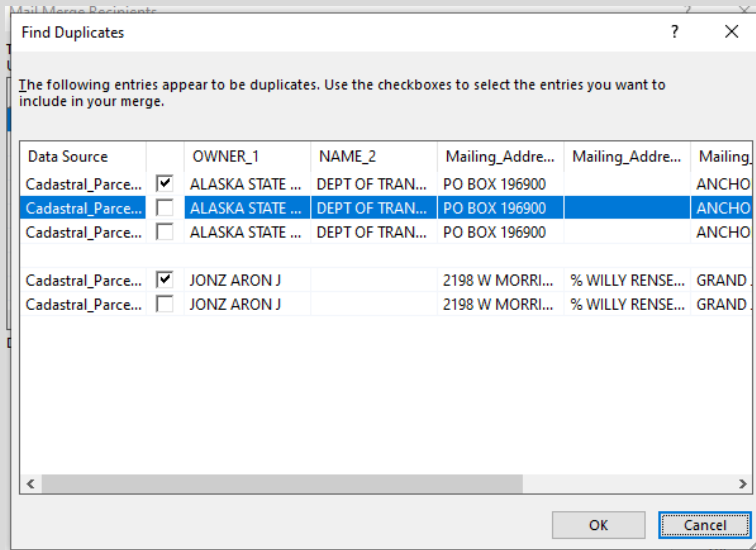 Mail Merge Recipients
Find Duplicates
The following entries appear to be duplicates. Use the checkboxes to select the entries you want to
include in your merge.
Data Source OWNER_1 NAME_2 Mailing_Addre... Mailing_Addre... Mailing_
Cadastral_Parce... ALASKA STATE ... DEPT OF TRAN... PO BOX 196900 ANCHO
Cadastral_Parce... ALASKA STATE ... DEPT OF TRAN... PO BOX 196900 ANCHO
Cadastral_Parce... ALASKA STATE ... DEPT OF TRAN... PO BOX 196900 ANCHO
Cadastral_Parce... JONZ ARON J 2198 W MORRI... % WILLY RENSE... GRAND
Cadastral_Parce... JONZ ARON J 2198 W MORRI... % WILLY RENSE... GRAND
OK Cancel